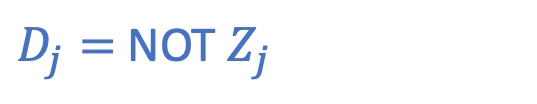 Dj = NOT Zj